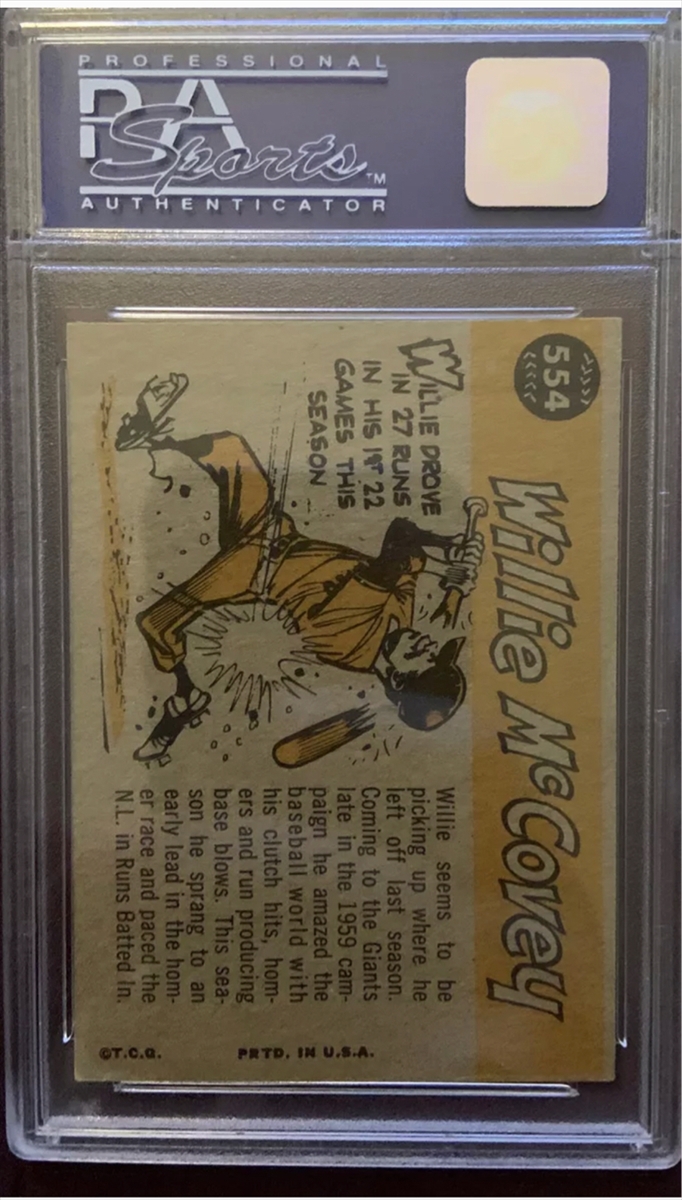 PROFESSIONAL
PSA
Sports™
AUTHENTICATOR
554
Willie McCovey
WILLIE DROVE
IN 27 RUNS
IN HIS 1ST 22
GAMES THIS
SEASON
Willie seems to be
picking up where he
left off last season.
Coming to the Giants
late in the 1959 cam-
paign he amazed the
baseball world with
his clutch hits, hom-
ers and run producing
base blows. This sea-
son he sprang to an
early lead in the hom-
er race and paced the
N.L. in Runs Batted In.
©T.C.G. PRTD. IN U.S.A.